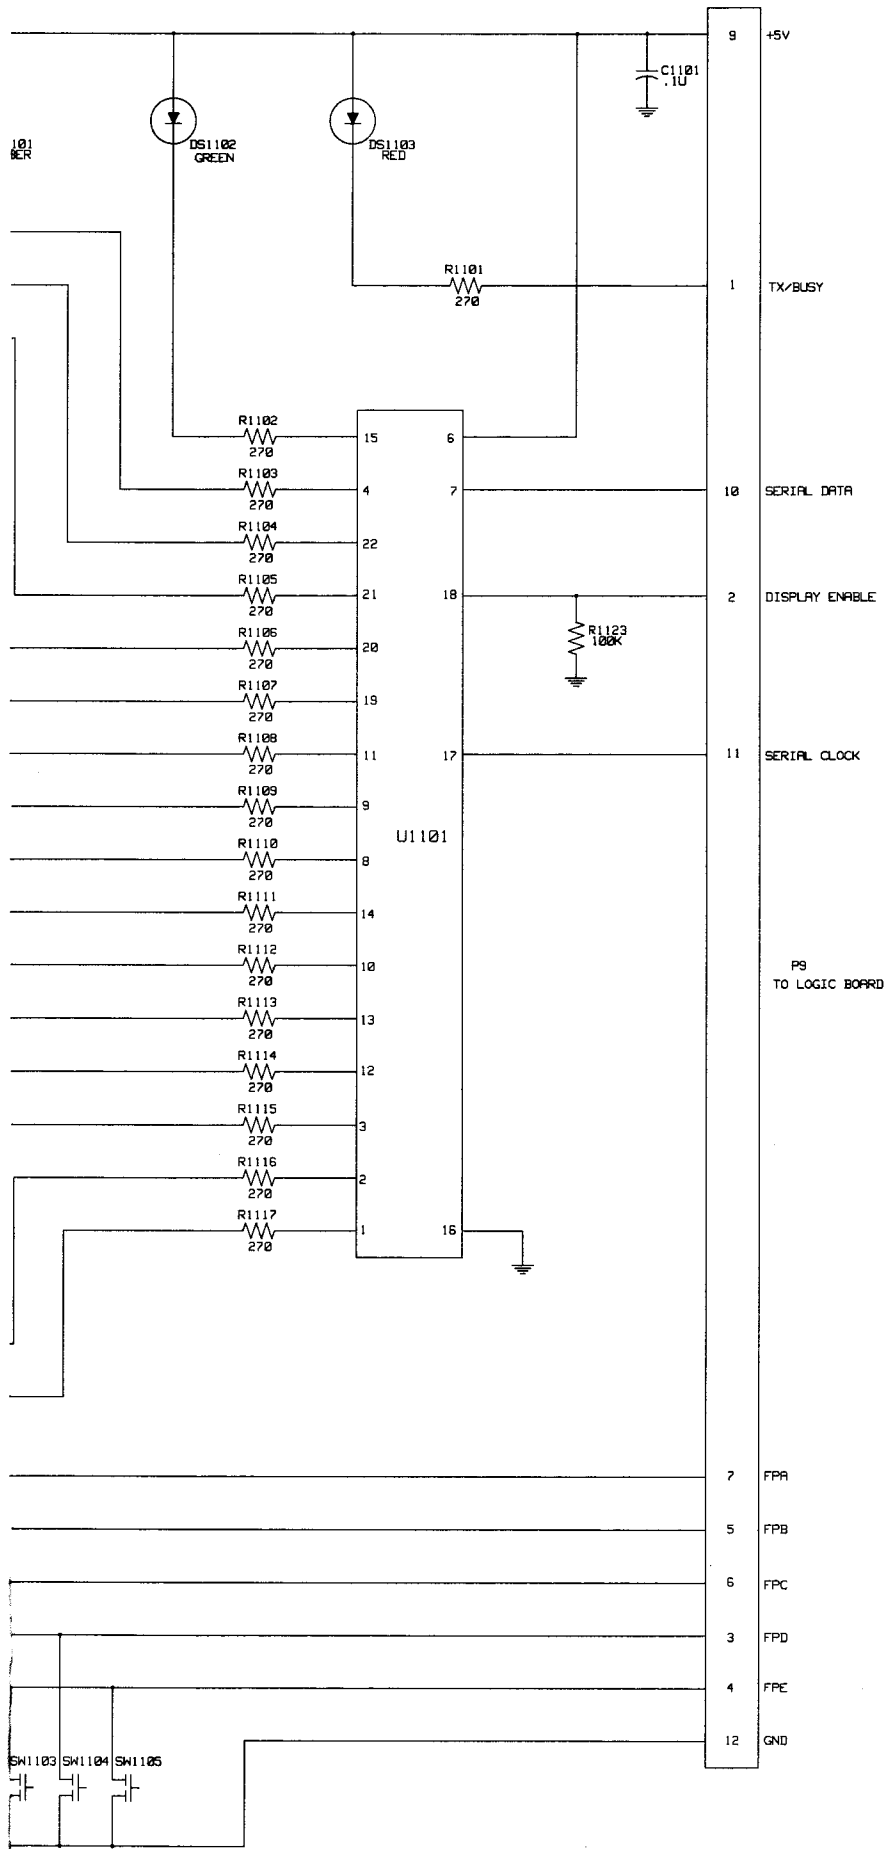 9 +5V
C1101
.1U
DS1102
GREEN
DS1103
RED
101
BER
R1101
270
1 TX/BUSY
R1102
270
15
6
R1103
270
4
7
10 SERIAL DATA
R1104
270
22
R1105
270
21
18
2 DISPLAY ENABLE
R1123
100K
R1106
270
20
R1107
270
19
R1108
270
11
17
11 SERIAL CLOCK
R1109
270
9
U1101
R1110
270
8
R1111
270
14
R1112
270
10
P9
TO LOGIC BOARD
R1113
270
13
R1114
270
12
R1115
270
3
R1116
270
2
R1117
270
1
16
7 FPA
5 FPB
6 FPC
3 FPD
4 FPE
12 GND
SW1103 SW1104 SW1105